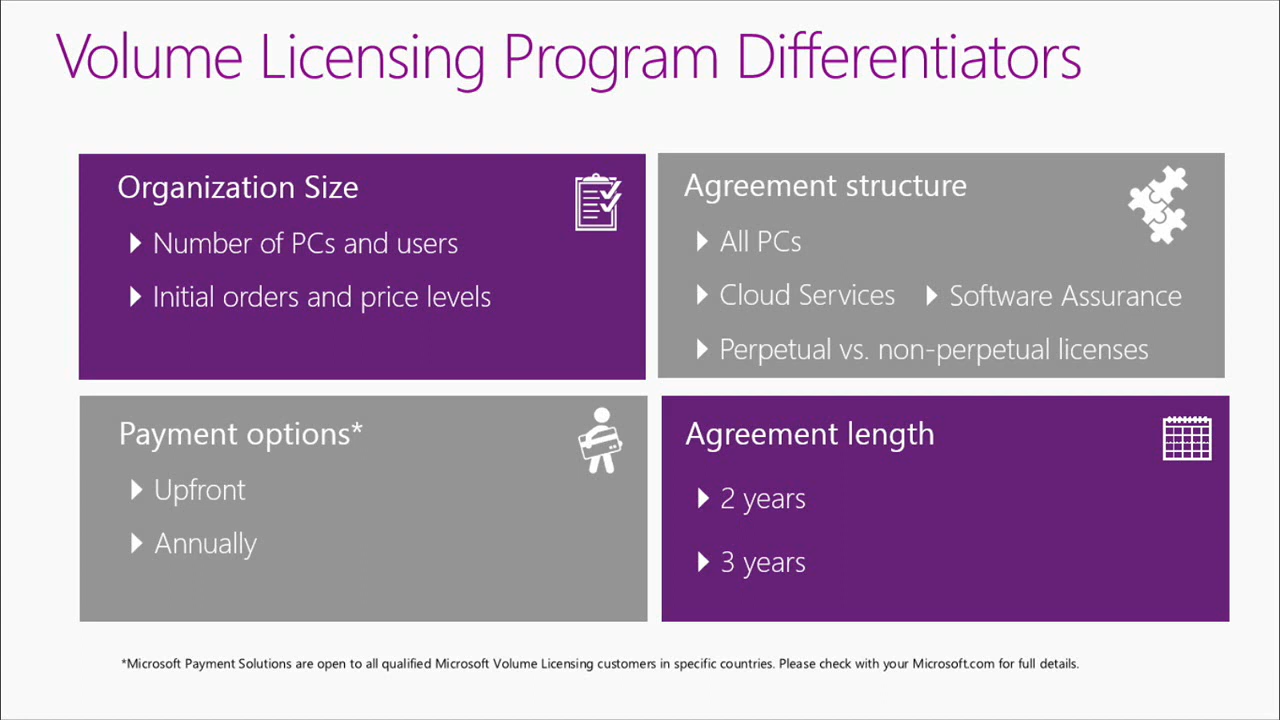 Volume Licensing Program Differentiators
Organization Size
Number of PCs and users
Initial orders and price levels
Agreement structure
All PCs
Cloud Services
Software Assurance
Perpetual vs. non-perpetual licenses
Payment options*
Upfront
Annually
Agreement length
2 years
3 years
*Microsoft Payment Solutions are open to all qualified Microsoft Volume Licensing customers in specific countries. Please check with your Microsoft.com for full details.